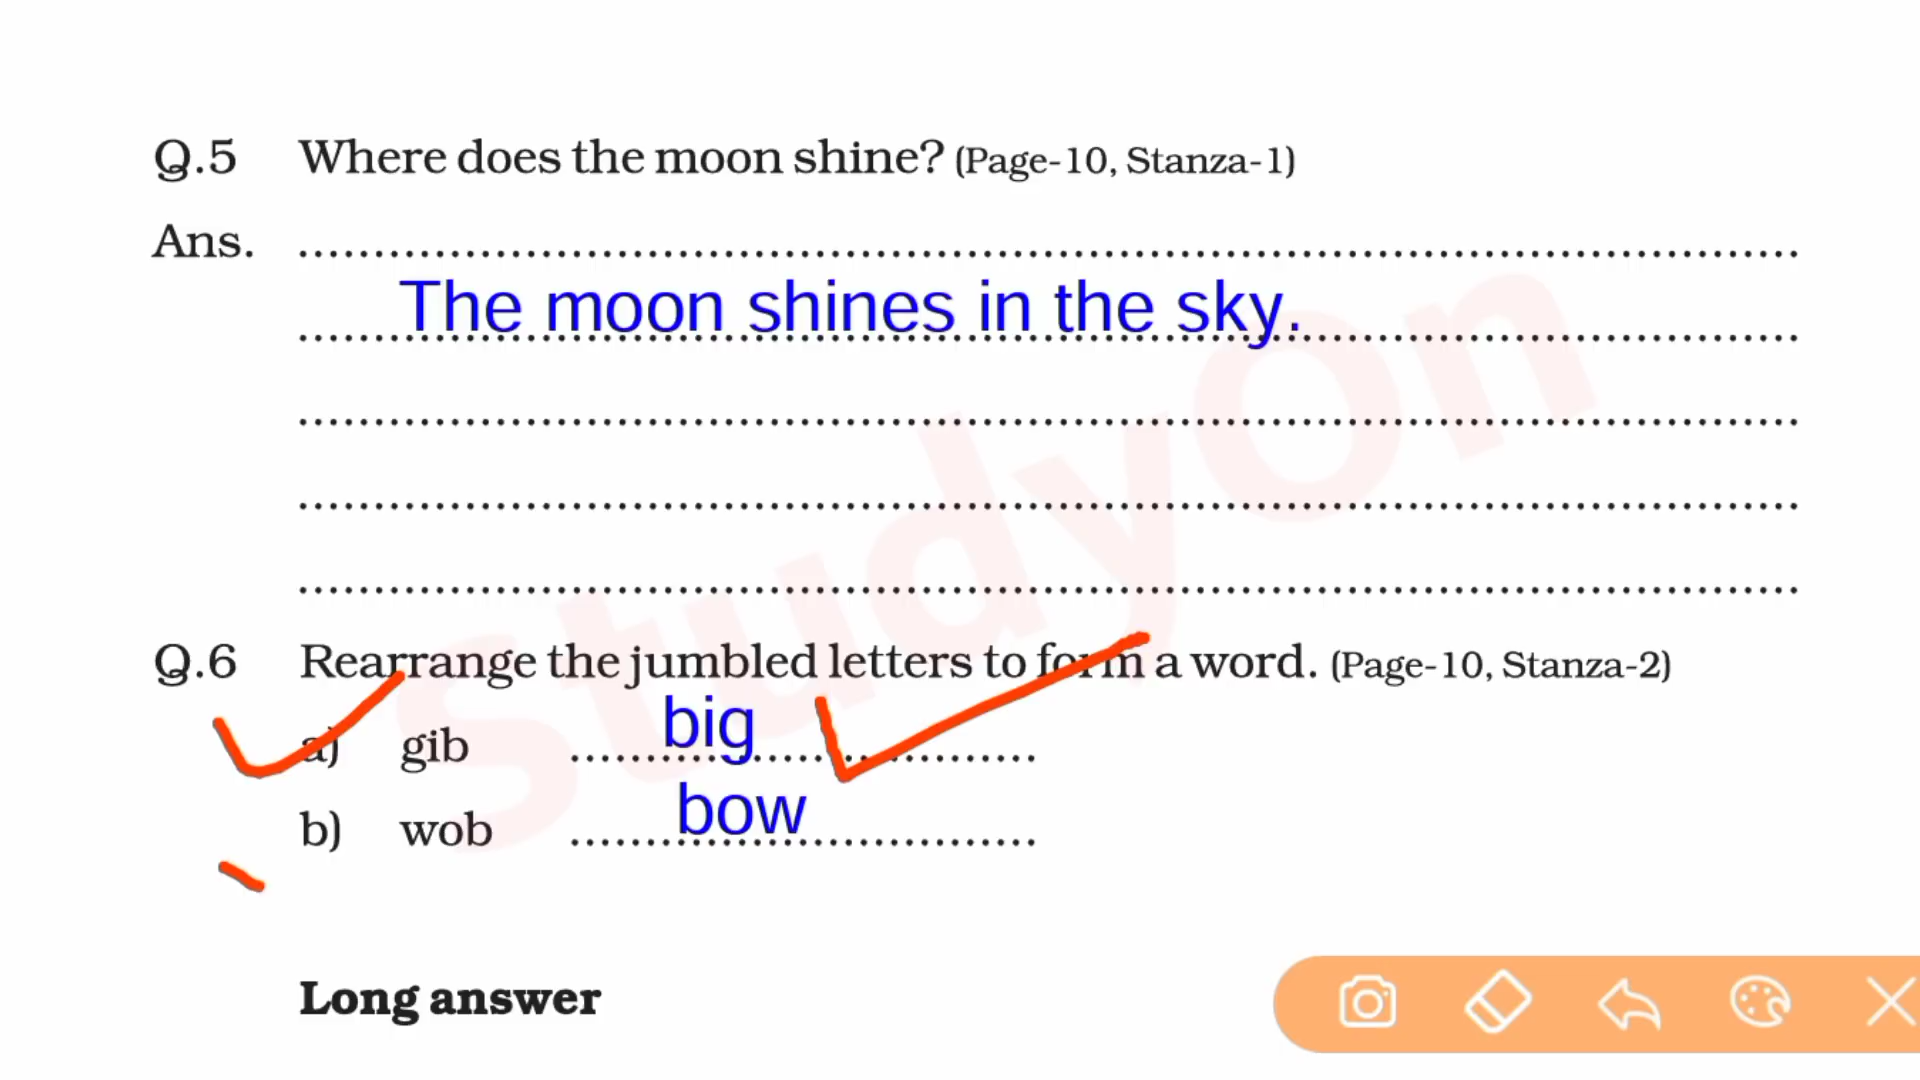 Q.5 Where does the moon shine? (Page-10, Stanza-1)
Ans. ....................................................................................................
The moon shines in the sky.
Q.6 Rearrange the jumbled letters to form a word. (Page-10, Stanza-2)
a) gib big
b) wob bow
Long answer
StudyOn